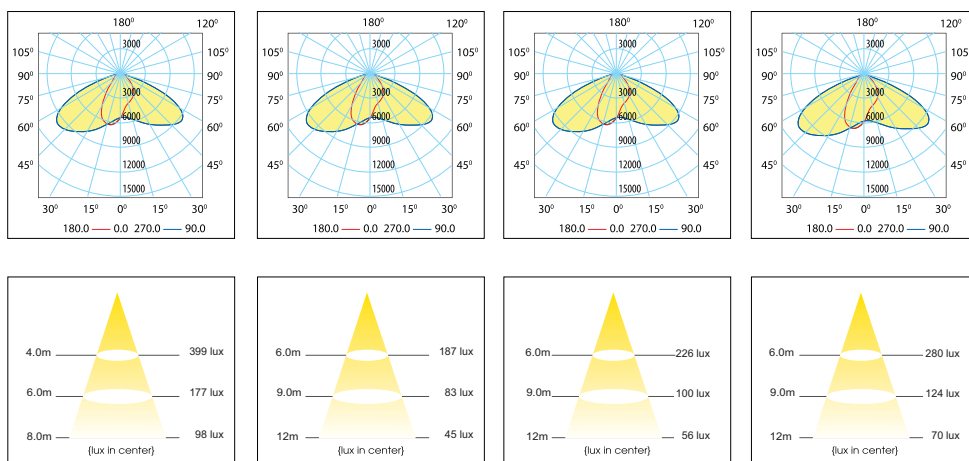 180⁰ 120⁰
105⁰ 105⁰
90⁰ 90⁰
75⁰ 75⁰
60⁰ 60⁰
45⁰ 45⁰
3000
3000
6000
9000
12000
15000
30⁰ 15⁰ 0⁰ 15⁰ 30⁰
180.0 — 0.0 270.0 — 90.0
180⁰ 120⁰
105⁰ 105⁰
90⁰ 90⁰
75⁰ 75⁰
60⁰ 60⁰
45⁰ 45⁰
3000
3000
6000
9000
12000
15000
30⁰ 15⁰ 0⁰ 15⁰ 30⁰
180.0 — 0.0 270.0 — 90.0
180⁰ 120⁰
105⁰ 105⁰
90⁰ 90⁰
75⁰ 75⁰
60⁰ 60⁰
45⁰ 45⁰
3000
3000
6000
9000
12000
15000
30⁰ 15⁰ 0⁰ 15⁰ 30⁰
180.0 — 0.0 270.0 — 90.0
180⁰ 120⁰
105⁰ 105⁰
90⁰ 90⁰
75⁰ 75⁰
60⁰ 60⁰
45⁰ 45⁰
3000
3000
6000
9000
12000
15000
30⁰ 15⁰ 0⁰ 15⁰ 30⁰
180.0 — 0.0 270.0 — 90.0
4.0m 399 lux
6.0m 177 lux
8.0m 98 lux
{lux in center}
6.0m 187 lux
9.0m 83 lux
12m 45 lux
{lux in center}
6.0m 226 lux
9.0m 100 lux
12m 56 lux
{lux in center}
6.0m 280 lux
9.0m 124 lux
12m 70 lux
{lux in center}